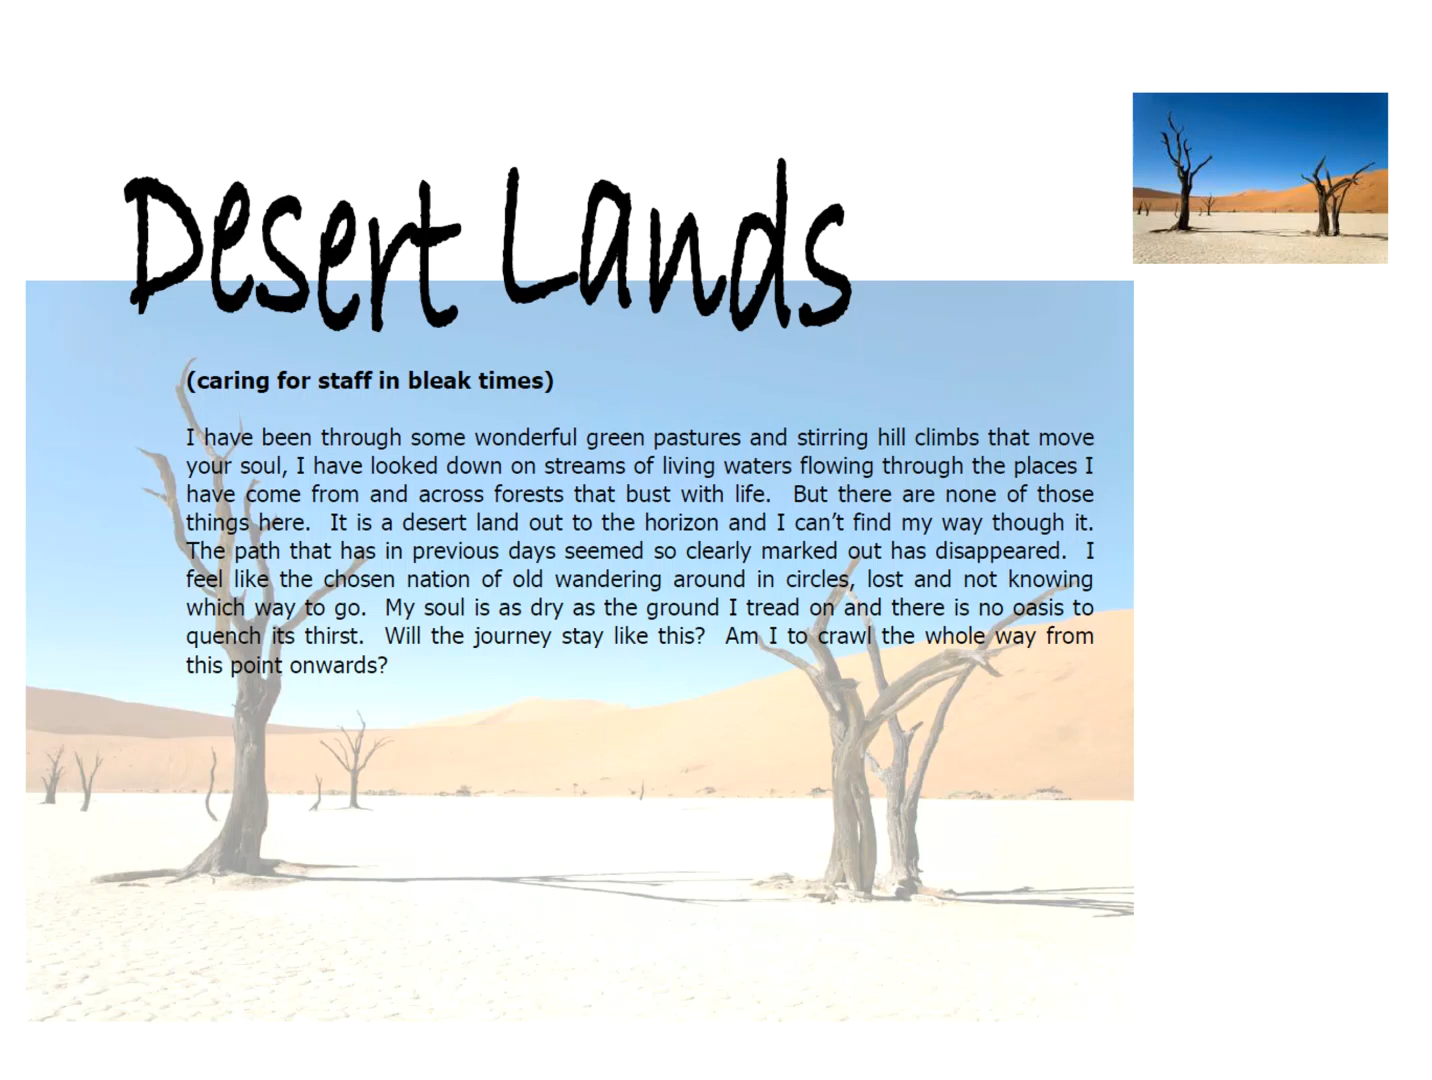 Desert Lands
(caring for staff in bleak times)
I have been through some wonderful green pastures and stirring hill climbs that move
your soul, I have looked down on streams of living waters flowing through the places I
have come from and across forests that bust with life.  But there are none of those
things here.  It is a desert land out to the horizon and I can’t find my way though it.
The path that has in previous days seemed so clearly marked out has disappeared.  I
feel like the chosen nation of old wandering around in circles, lost and not knowing
which way to go.  My soul is as dry as the ground I tread on and there is no oasis to
quench its thirst.  Will the journey stay like this?  Am I to crawl the whole way from
this point onwards?